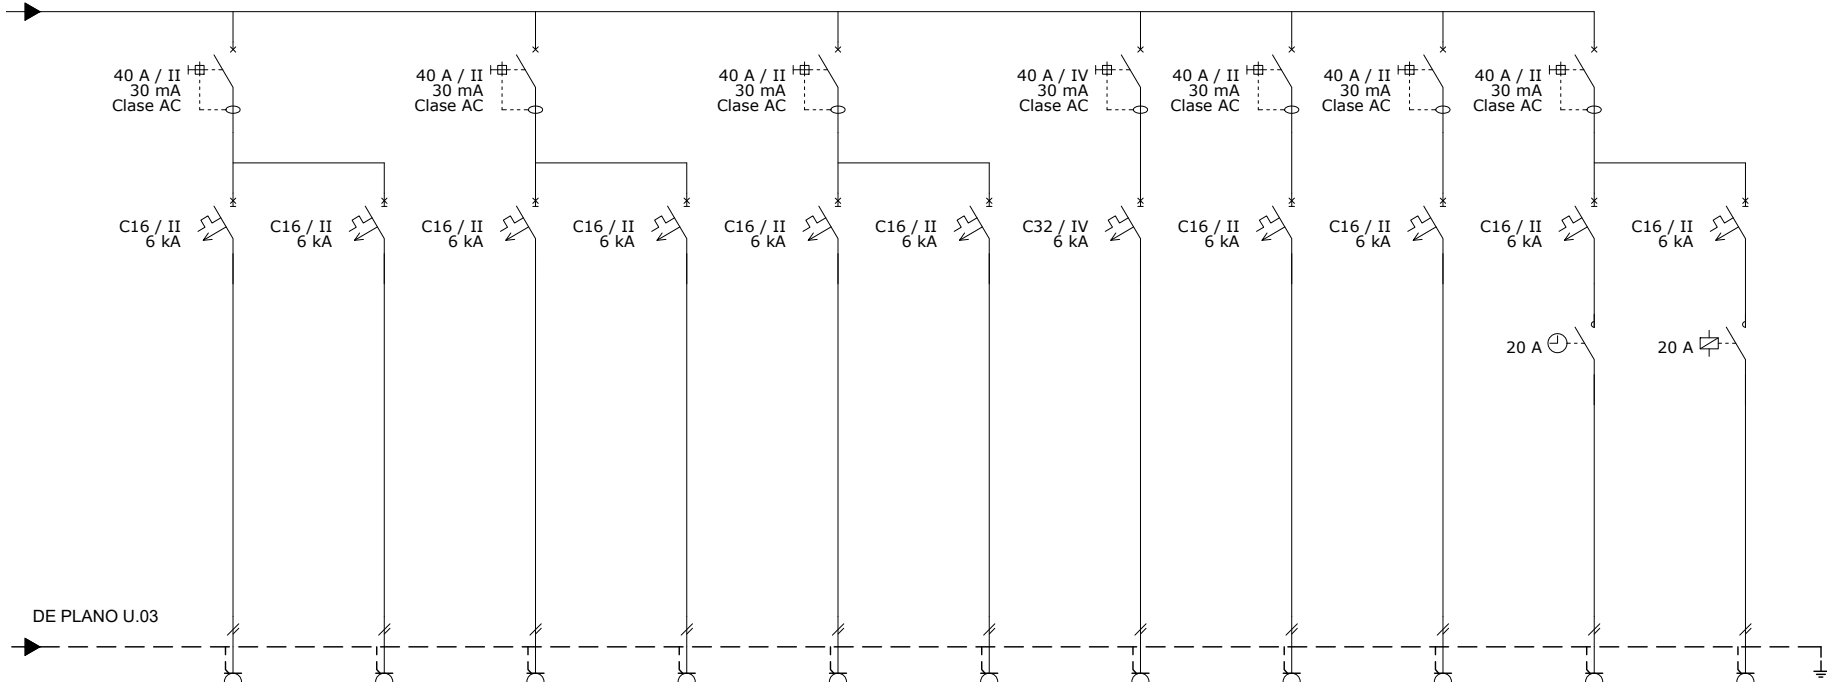 40 A / II
30 mA
Clase AC
40 A / II
30 mA
Clase AC
40 A / II
30 mA
Clase AC
40 A / IV
30 mA
Clase AC
40 A / II
30 mA
Clase AC
40 A / II
30 mA
Clase AC
40 A / II
30 mA
Clase AC
C16 / II
6 kA
C16 / II
6 kA
C16 / II
6 kA
C16 / II
6 kA
C16 / II
6 kA
C16 / II
6 kA
C32 / IV
6 kA
C16 / II
6 kA
C16 / II
6 kA
C16 / II
6 kA
C16 / II
6 kA
20 A
20 A
DE PLANO U.03